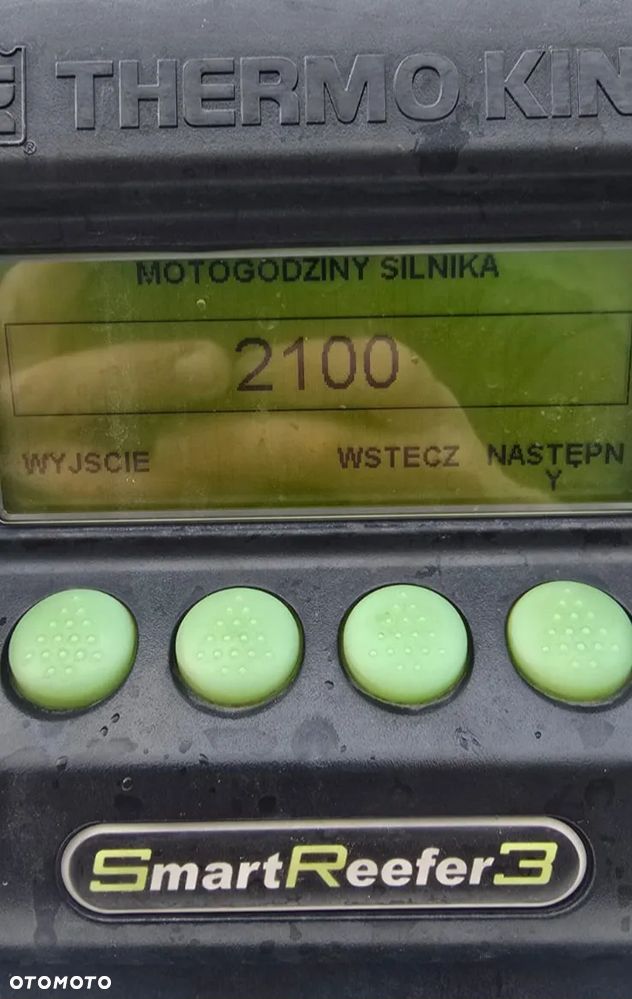 THERMO KIN
MOTOGODZINY SILNIKA
2100
WYJSCIE WSTECZ NASTĘPN
Y
SmartReefer3
OTOMOTO